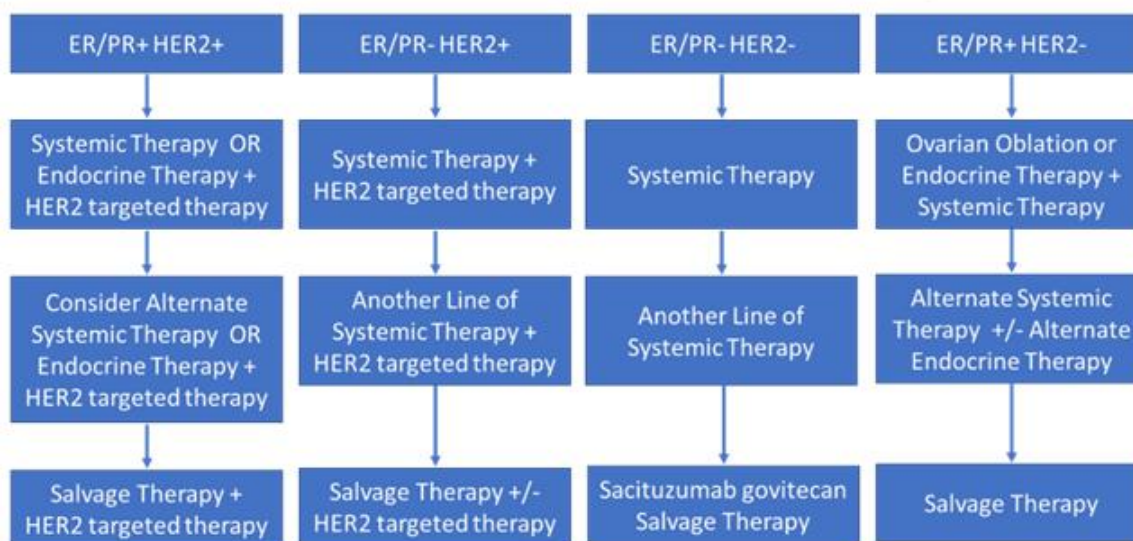 ER/PR+ HER2+
ER/PR- HER2+
ER/PR- HER2-
ER/PR+ HER2-
Systemic Therapy OR
Endocrine Therapy +
HER2 targeted therapy
Systemic Therapy +
HER2 targeted therapy
Systemic Therapy
Ovarian Oblation or
Endocrine Therapy +
Systemic Therapy
Consider Alternate
Systemic Therapy OR
Endocrine Therapy +
HER2 targeted therapy
Another Line of
Systemic Therapy +
HER2 targeted therapy
Another Line of
Systemic Therapy
Alternate Systemic
Therapy +/- Alternate
Endocrine Therapy
Salvage Therapy +
HER2 targeted therapy
Salvage Therapy +/-
HER2 targeted therapy
Sacituzumab govitecan
Salvage Therapy
Salvage Therapy